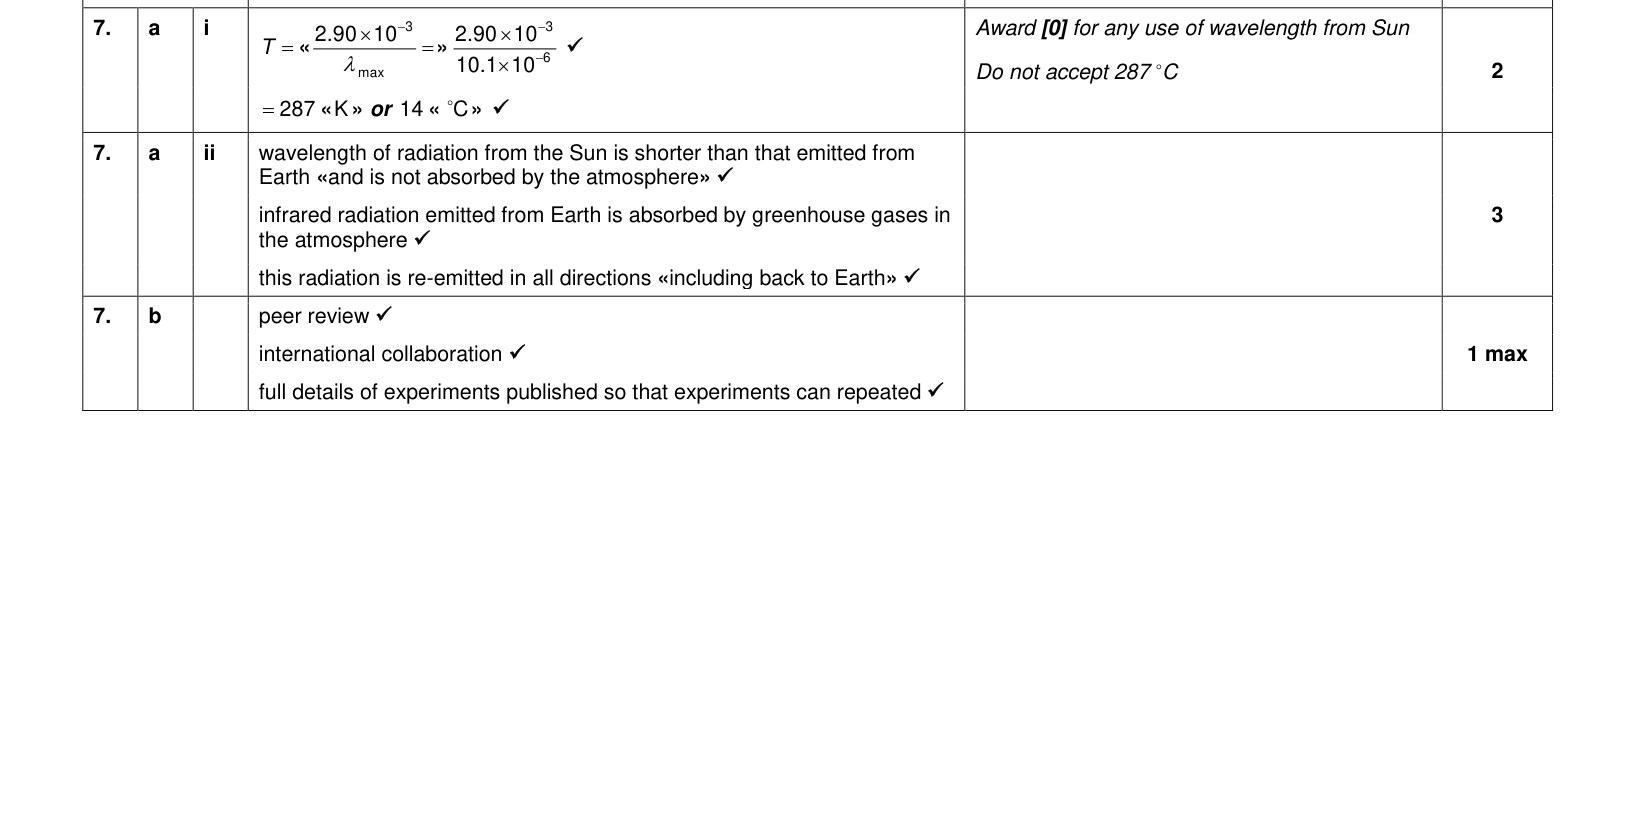 7. a i T = « 2.90×10⁻³ / λmax = » 2.90×10⁻³ / 10.1×10⁻⁶ ✓
= 287 «K» or 14 « °C» ✓
Award [0] for any use of wavelength from Sun
Do not accept 287 °C
2
7. a ii wavelength of radiation from the Sun is shorter than that emitted from
Earth «and is not absorbed by the atmosphere» ✓
infrared radiation emitted from Earth is absorbed by greenhouse gases in
the atmosphere ✓
this radiation is re-emitted in all directions «including back to Earth» ✓
3
7. b peer review ✓
international collaboration ✓
full details of experiments published so that experiments can repeated ✓
1 max